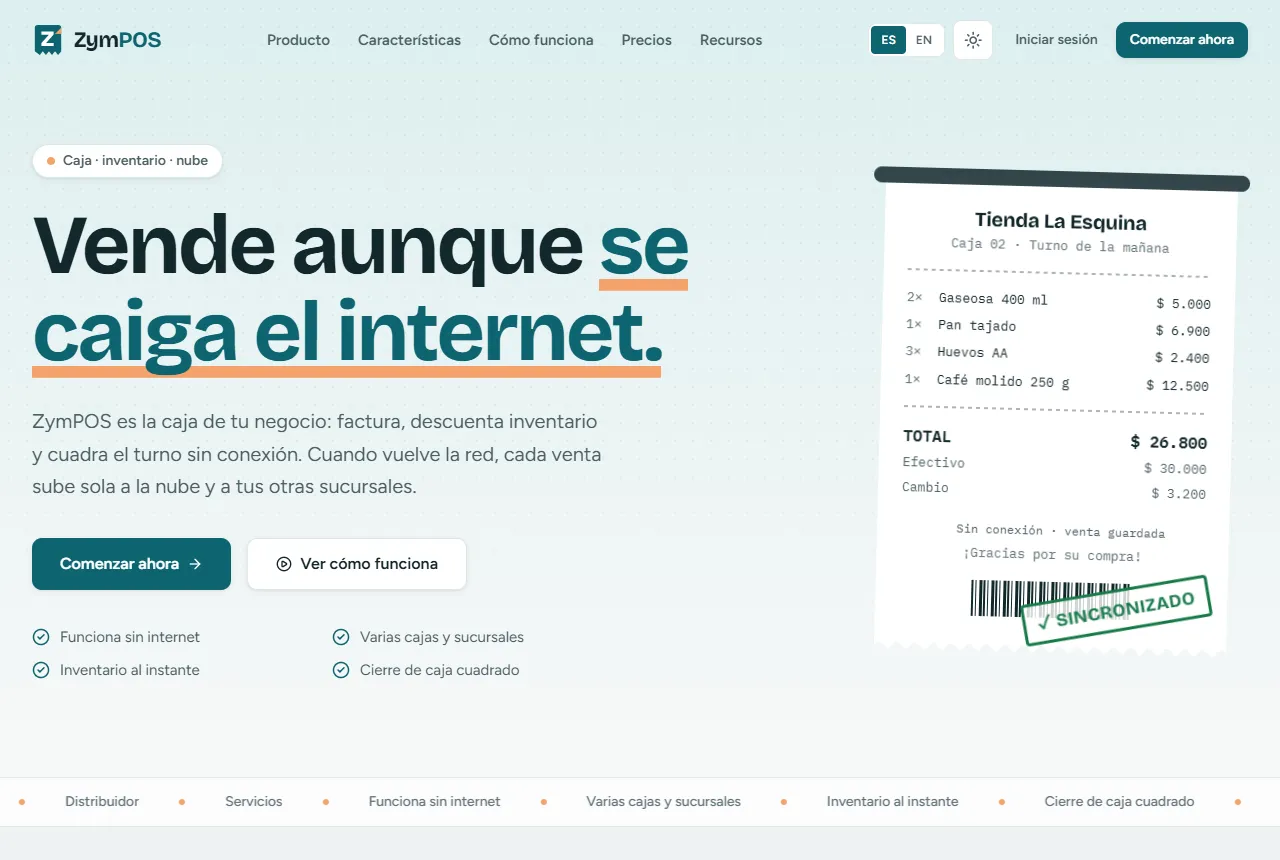 Z ZymPOS
Producto Características Cómo funciona Precios Recursos
ES EN
Iniciar sesión
Comenzar ahora
Caja · inventario · nube
Vende aunque se
caiga el internet.
ZymPOS es la caja de tu negocio: factura, descuenta inventario
y cuadra el turno sin conexión. Cuando vuelve la red, cada venta
sube sola a la nube y a tus otras sucursales.
Comenzar ahora →
Ver cómo funciona
Funciona sin internet
Varias cajas y sucursales
Inventario al instante
Cierre de caja cuadrado
Tienda La Esquina
Caja 02 · Turno de la mañana
2× Gaseosa 400 ml $ 5.000
1× Pan tajado $ 6.900
3× Huevos AA $ 2.400
1× Café molido 250 g $ 12.500
TOTAL $ 26.800
Efectivo $ 30.000
Cambio $ 3.200
Sin conexión · venta guardada
¡Gracias por su compra!
✓ SINCRONIZADO
Distribuidor • Servicios • Funciona sin internet • Varias cajas y sucursales • Inventario al instante • Cierre de caja cuadrado